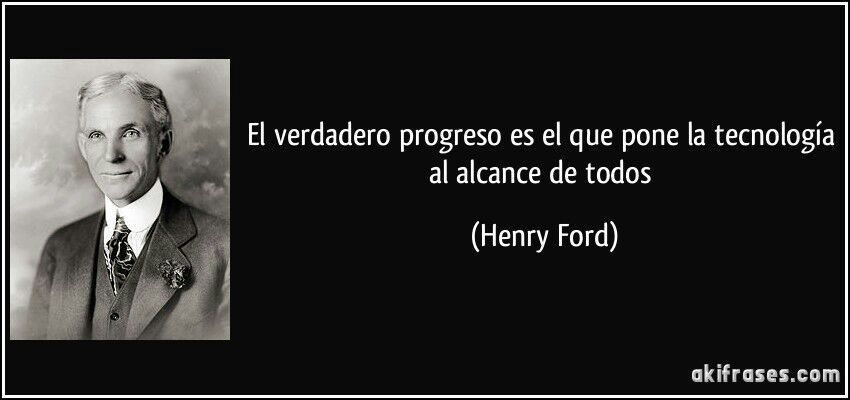 El verdadero progreso es el que pone la tecnología
al alcance de todos
(Henry Ford)
akifrases.com